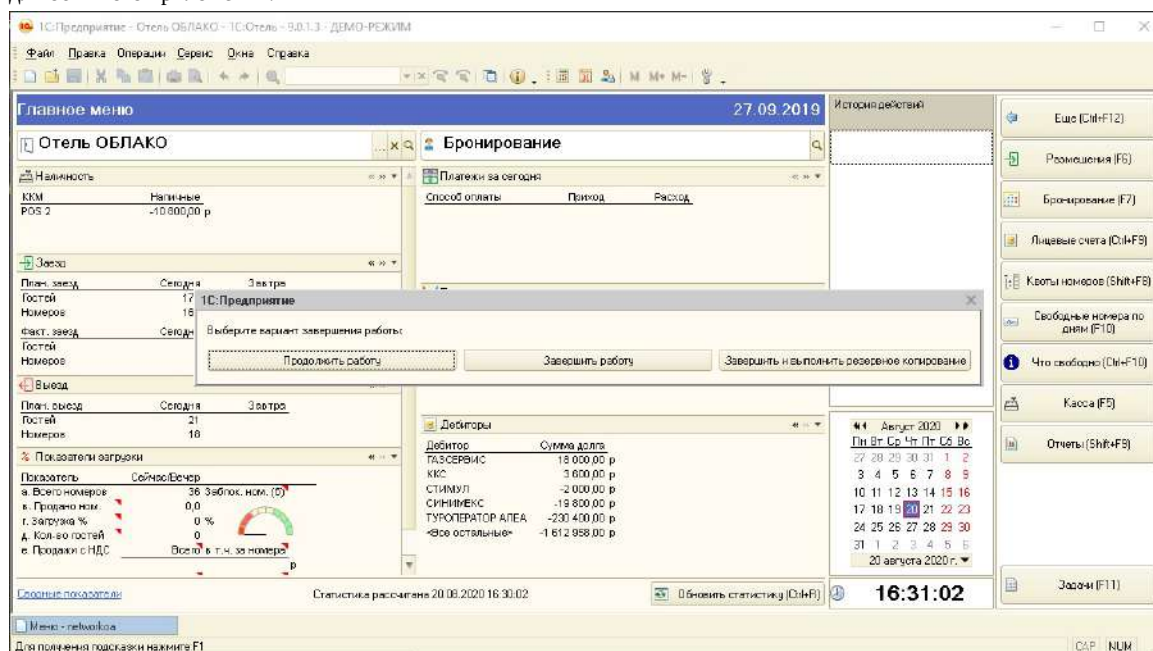 1С:Предприятие - Отель ОБЛАКО - 1С:Отель - 9.0.1.3 - ДЕМО-РЕЖИМ
Файл Правка Операции Сервис Окна Справка
M M+ M-
Главное меню 27.09.2019
История действий
Отель ОБЛАКО ... x
Бронирование
Наличность
Платежи за сегодня
ККМ Наличные
POS 2 -10 800,00 р
Способ оплаты Приход Расход
Заезд
План. заезд Сегодня Завтра
Гостей 17
Номеров 16
Факт. заезд
Гостей
Номеров
1С:Предприятие
Выберите вариант завершения работы:
Продолжить работу
Завершить работу
Завершить и выполнить резервное копирование
Выезд
План. выезд Сегодня Завтра
Гостей 21
Номеров 18
Показатели загрузки
Показатель Сейчас/Вечер
а. Всего номеров 36 Заблок. ном. (б)
в. Продано ном. 0,0
г. Загрузка % 0 %
д. Кол-во гостей 0
е. Продажи с НДС Всего в т.ч. за номера
р
Дебиторы
Дебитор Сумма долга
ГАЗСЕРВИС 18 000,00 р
ККС 3 600,00 р
СТИМУЛ -2 000,00 р
СИНИМЕКС -19 800,00 р
ТУРОПЕРАТОР АЛЕА -230 400,00 р
<Все остальные> -1 612 958,00 р
Август 2020
Пн Вт Ср Чт Пт Сб Вс
27 28 29 30 31 1 2
3 4 5 6 7 8 9
10 11 12 13 14 15 16
17 18 19 20 21 22 23
24 25 26 27 28 29 30
31 1 2 3 4 5 6
20 августа 2020 г.
Еще (Ctrl+F12)
Размещения (F6)
Бронирование (F7)
Лицевые счета (Ctrl+F9)
Квоты номеров (Shift+F8)
Свободные номера по
дням (F10)
Что свободно (Ctrl+F10)
Касса (F5)
Отчеты (Shift+F9)
Задачи (F11)
Сводные показатели
Статистика рассчитана 20.08.2020 16:30:02
Обновить статистику (Ctrl+R)
16:31:02
Меню - networkoa
Для получения подсказки нажмите F1
CAP NUM